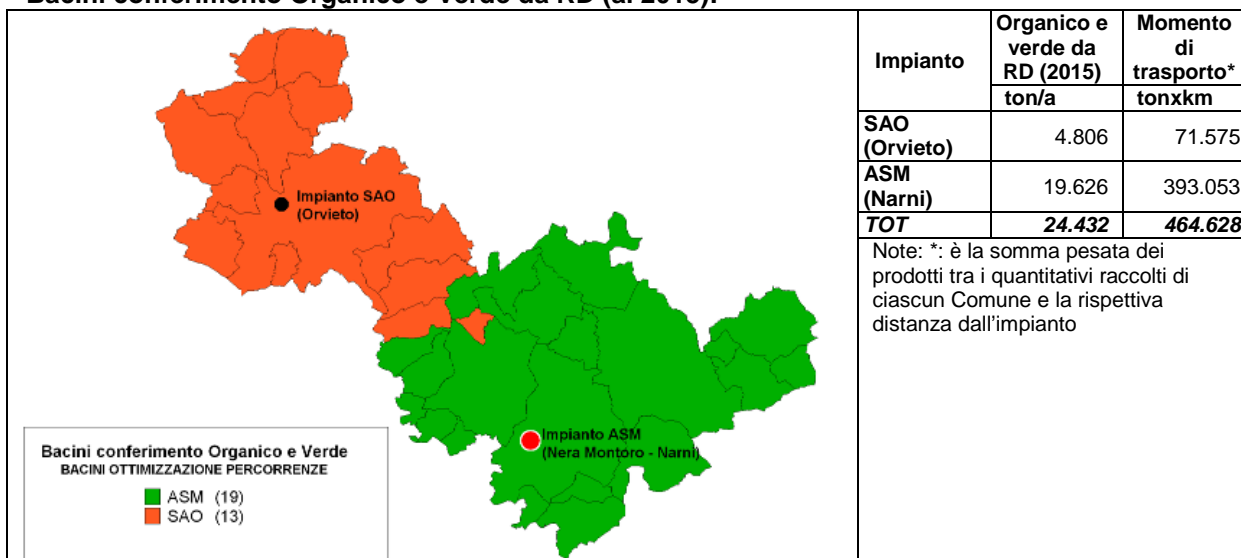 Bacini conferimento Organico e Verde da RD (al 2015).
Impianto SAO
(Orvieto)
Impianto ASM
(Nera Montoro - Narni)
Bacini conferimento Organico e Verde
BACINI OTTIMIZZAZIONE PERCORRENZE
ASM (19)
SAO (13)
Impianto
Organico e
verde da
RD (2015)
Momento
di
trasporto*
ton/a
tonxkm
SAO
(Orvieto)
4.806
71.575
ASM
(Narni)
19.626
393.053
TOT
24.432
464.628
Note: *: è la somma pesata dei
prodotti tra i quantitativi raccolti di
ciascun Comune e la rispettiva
distanza dall'impianto